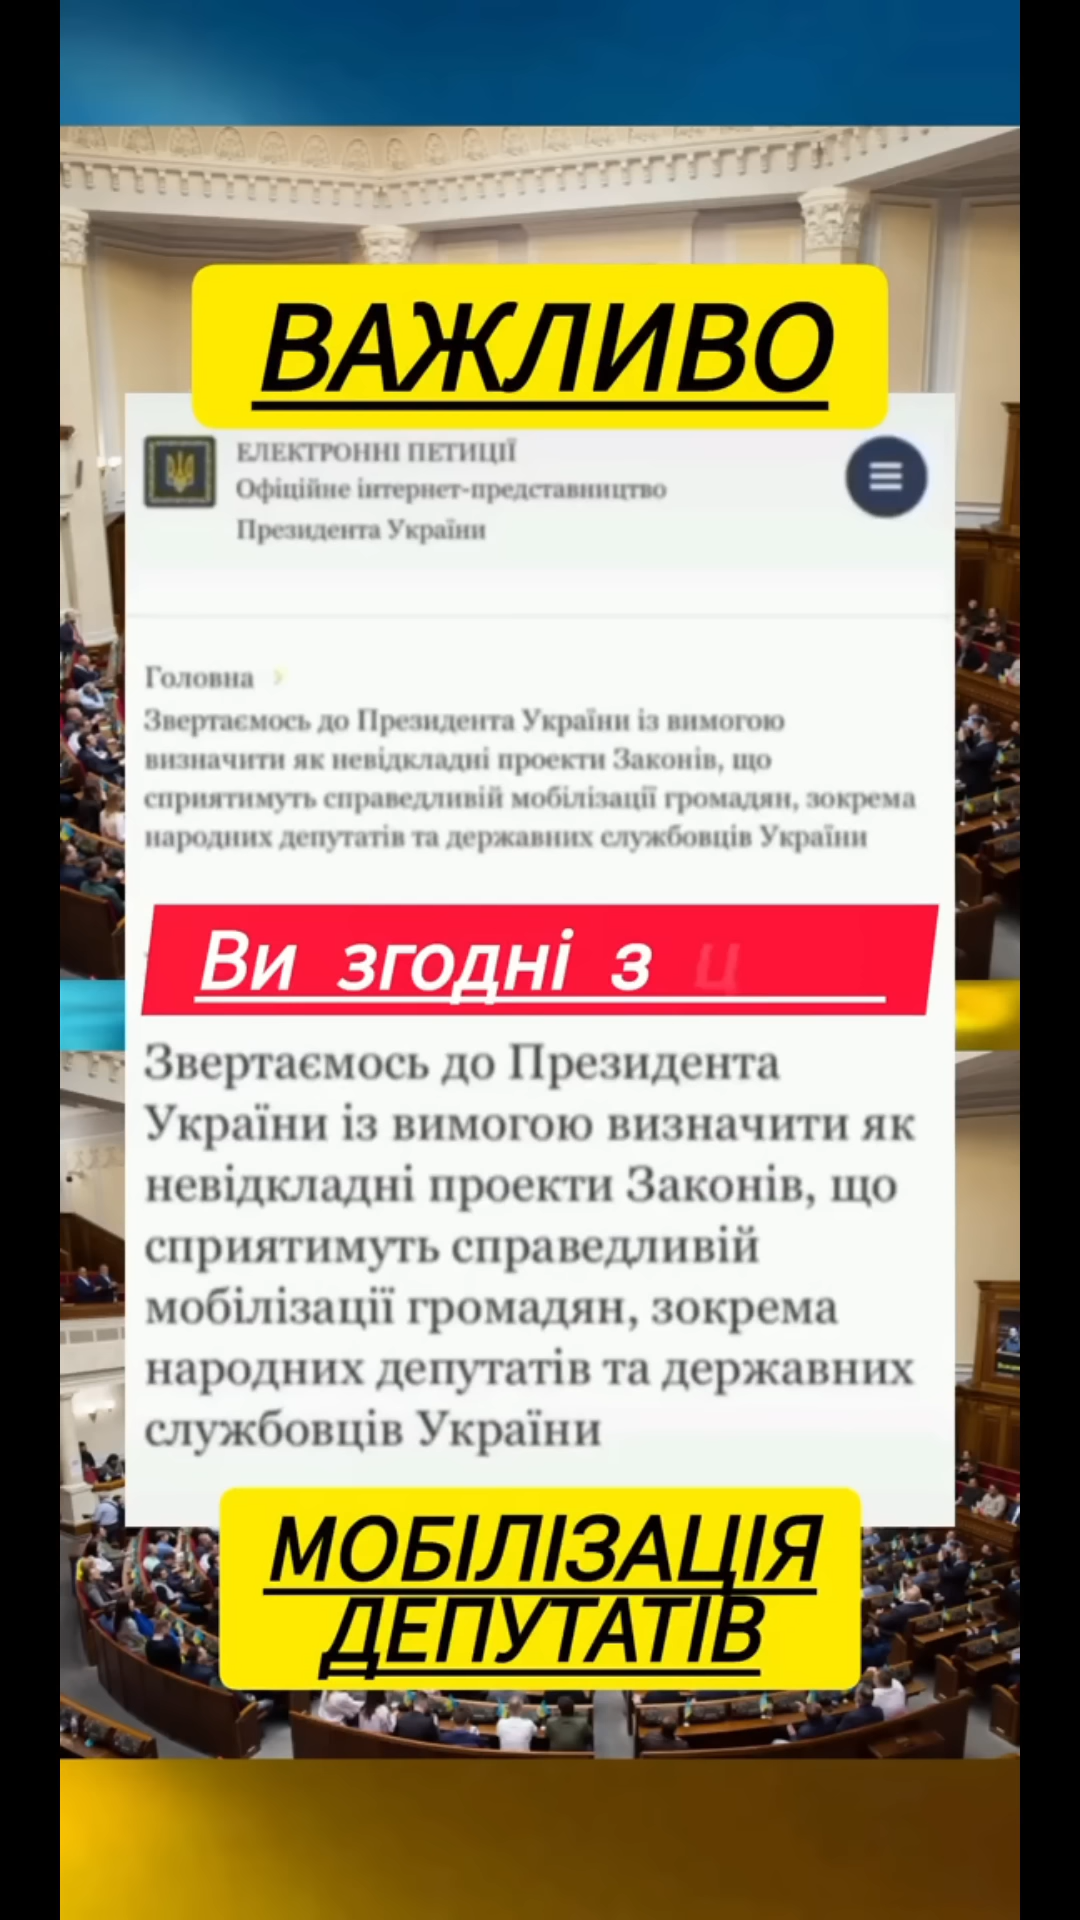 ВАЖЛИВО
ЕЛЕКТРОННІ ПЕТИЦІЇ
Офіційне інтернет-представництво
Президента України
Головна
Звертаємось до Президента України із вимогою
визначити як невідкладні проекти Законів, що
сприятимуть справедливій мобілізації громадян, зокрема
народних депутатів та державних службовців України
Ви згодні з ц
Звертаємось до Президента
України із вимогою визначити як
невідкладні проекти Законів, що
сприятимуть справедливій
мобілізації громадян, зокрема
народних депутатів та державних
службовців України
МОБІЛІЗАЦІЯ
ДЕПУТАТІВ